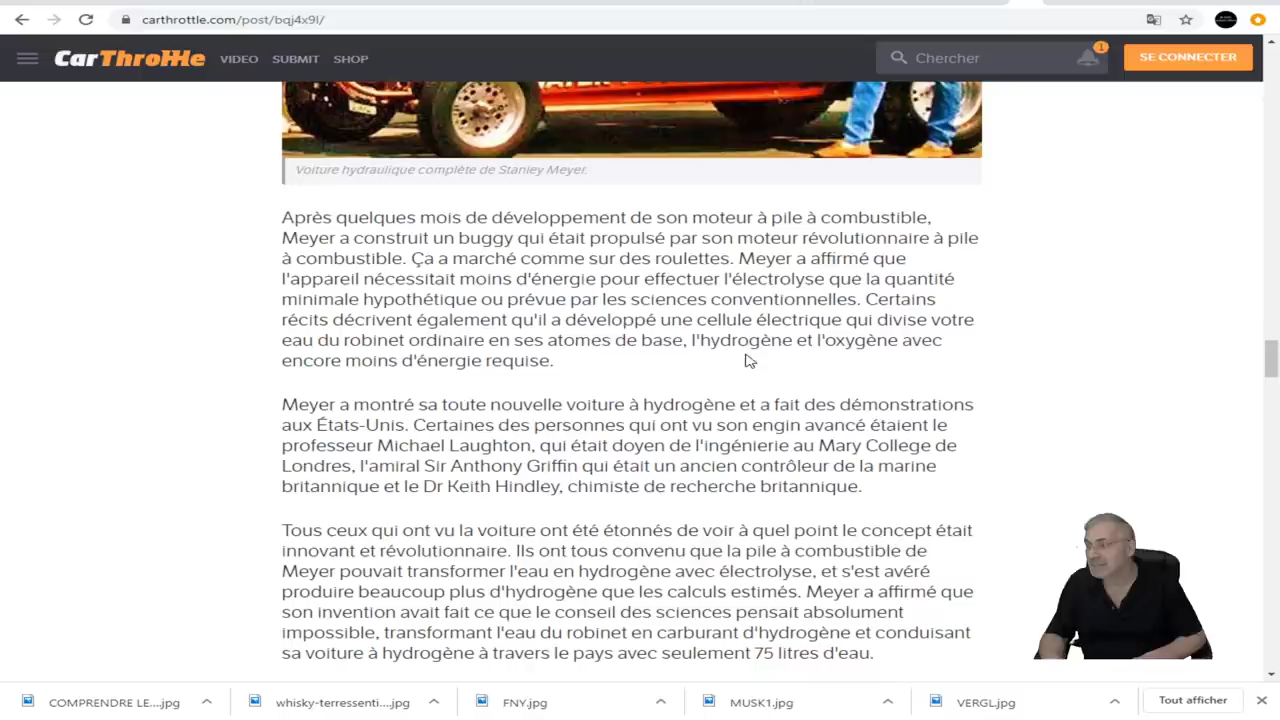 carthrottle.com/post/bqj4x9l/
CarThrottle VIDEO SUBMIT SHOP Chercher 1 SE CONNECTER
Voiture hydraulique complète de Stanley Meyer.
Après quelques mois de développement de son moteur à pile à combustible,
Meyer a construit un buggy qui était propulsé par son moteur révolutionnaire à pile
à combustible. Ça a marché comme sur des roulettes. Meyer a affirmé que
l'appareil nécessitait moins d'énergie pour effectuer l'électrolyse que la quantité
minimale hypothétique ou prévue par les sciences conventionnelles. Certains
récits décrivent également qu'il a développé une cellule électrique qui divise votre
eau du robinet ordinaire en ses atomes de base, l'hydrogène et l'oxygène avec
encore moins d'énergie requise.
Meyer a montré sa toute nouvelle voiture à hydrogène et a fait des démonstrations
aux États-Unis. Certaines des personnes qui ont vu son engin avancé étaient le
professeur Michael Laughton, qui était doyen de l'ingénierie au Mary College de
Londres, l'amiral Sir Anthony Griffin qui était un ancien contrôleur de la marine
britannique et le Dr Keith Hindley, chimiste de recherche britannique.
Tous ceux qui ont vu la voiture ont été étonnés de voir à quel point le concept était
innovant et révolutionnaire. Ils ont tous convenu que la pile à combustible de
Meyer pouvait transformer l'eau en hydrogène avec électrolyse, et s'est avéré
produire beaucoup plus d'hydrogène que les calculs estimés. Meyer a affirmé que
son invention avait fait ce que le conseil des sciences pensait absolument
impossible, transformant l'eau du robinet en carburant d'hydrogène et conduisant
sa voiture à hydrogène à travers le pays avec seulement 75 litres d'eau.
COMPRENDRE LE....jpg whisky-terressenti....jpg FNY.jpg MUSK1.jpg VERGL.jpg Tout afficher